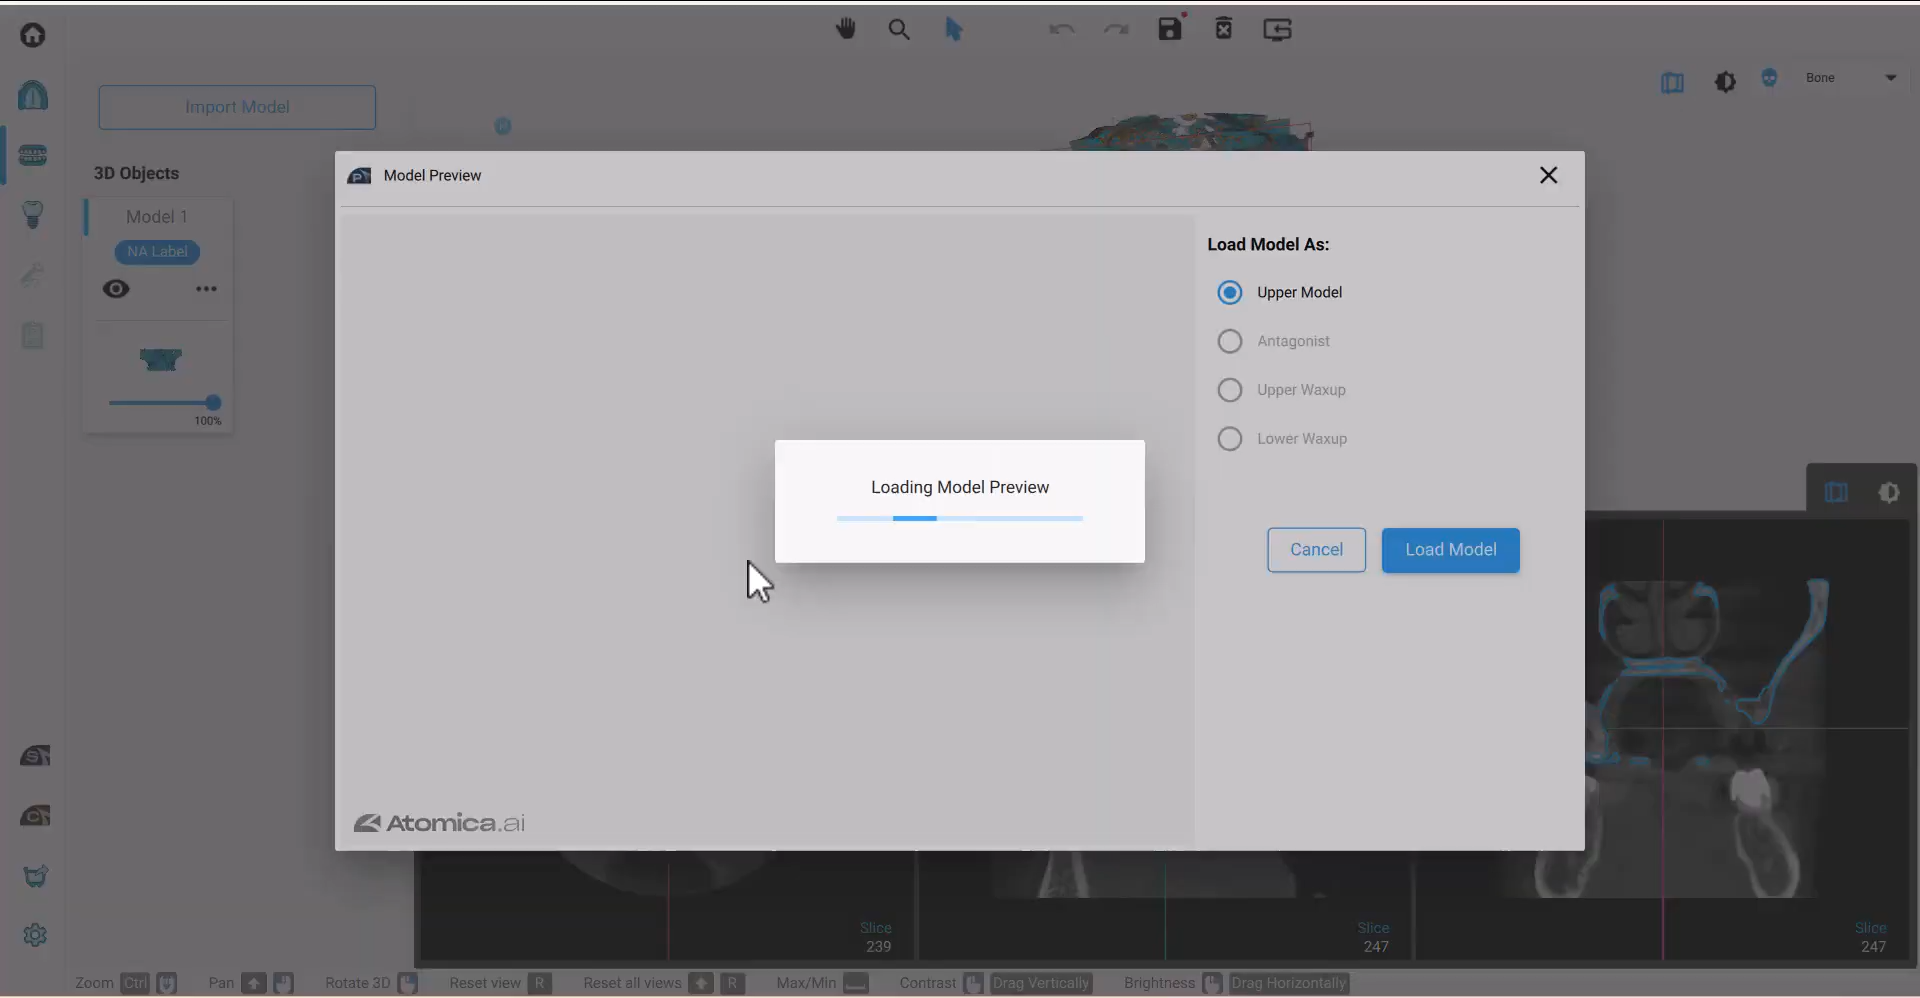 Import Model
Bone
3D Objects
Model 1
NA Label
100%
Model Preview
Load Model As:
Upper Model
Antagonist
Upper Waxup
Lower Waxup
Loading Model Preview
Cancel
Load Model
Atomica.ai
S
C
Slice
239
Slice
247
Slice
247
Zoom Ctrl Pan Rotate 3D Reset view R Reset all views R Max/Min Contrast Drag Vertically Brightness Drag Horizontally